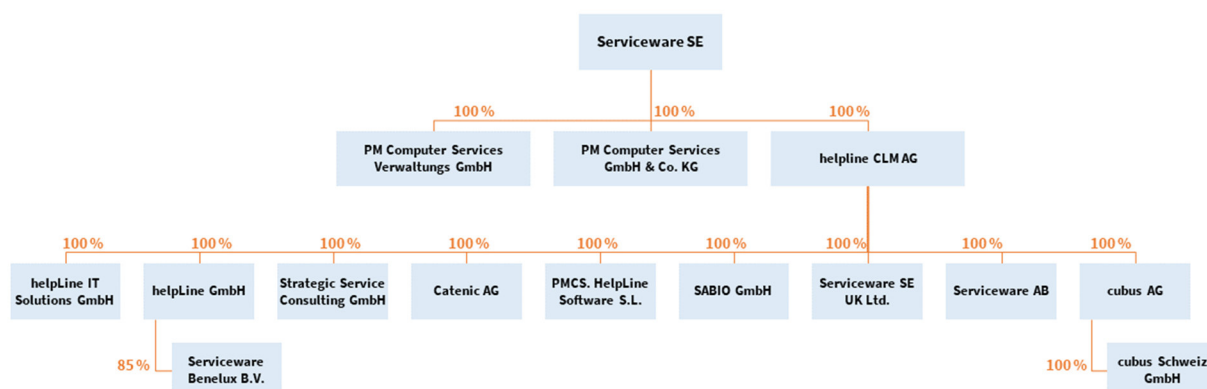 Serviceware SE
100 %
100 %
100 %
PM Computer Services
Verwaltungs GmbH
PM Computer Services
GmbH & Co. KG
helpline CLM AG
100 %
100 %
100 %
100 %
100 %
100 %
100 %
100 %
100 %
helpLine IT
Solutions GmbH
helpLine GmbH
Strategic Service
Consulting GmbH
Catenic AG
PMCS. HelpLine
Software S.L.
SABIO GmbH
Serviceware SE
UK Ltd.
Serviceware AB
cubus AG
85 %
Serviceware
Benelux B.V.
100 %
cubus Schweiz
GmbH